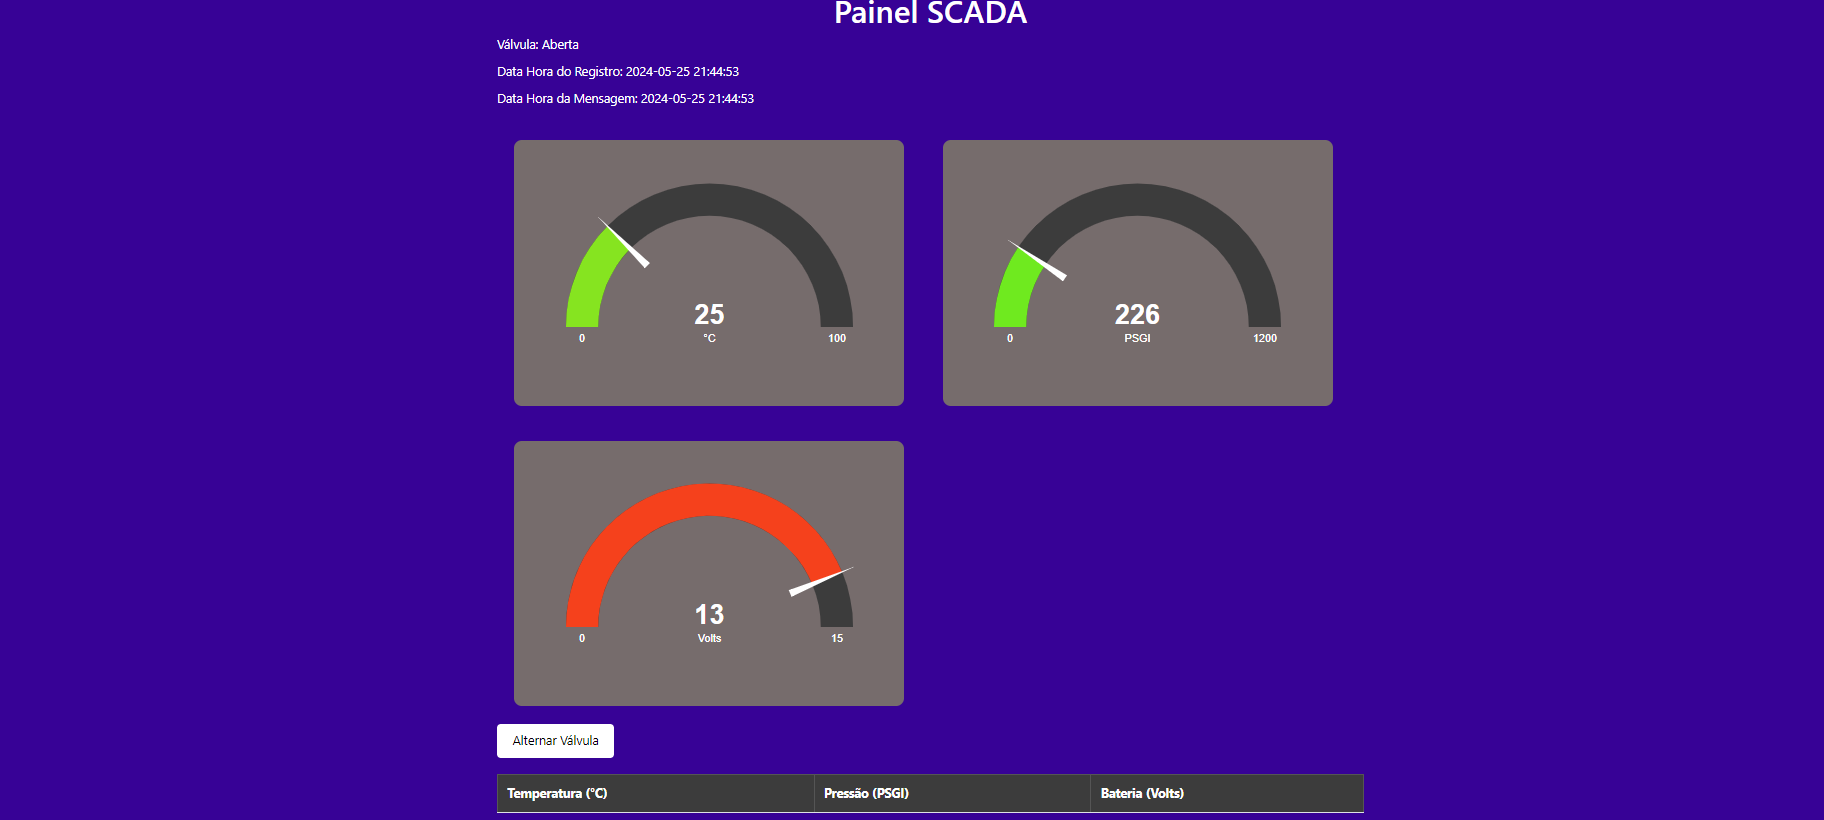 Painel SCADA
Válvula: Aberta
Data Hora do Registro: 2024-05-25 21:44:53
Data Hora da Mensagem: 2024-05-25 21:44:53
25
0 °C 100
226
0 PSGI 1200
13
0 Volts 15
Alternar Válvula
Temperatura (°C) Pressão (PSGI) Bateria (Volts)